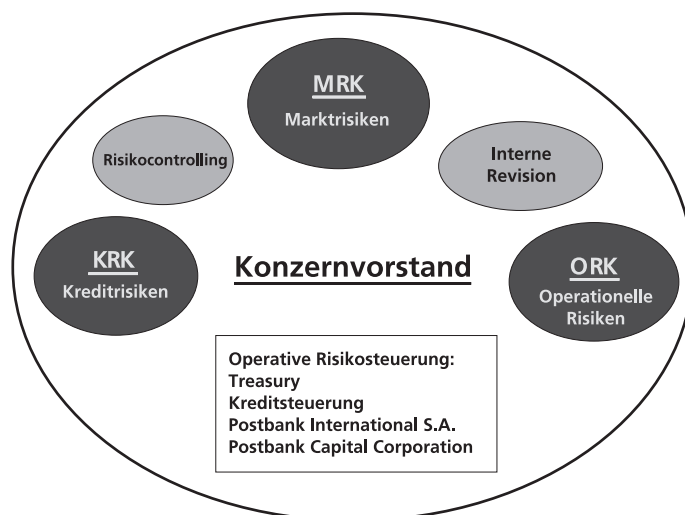 MRK
Marktrisiken
Risikocontrolling
Interne
Revision
KRK
Kreditrisiken
Konzernvorstand
ORK
Operationelle
Risiken
Operative Risikosteuerung:
Treasury
Kreditsteuerung
Postbank International S.A.
Postbank Capital Corporation